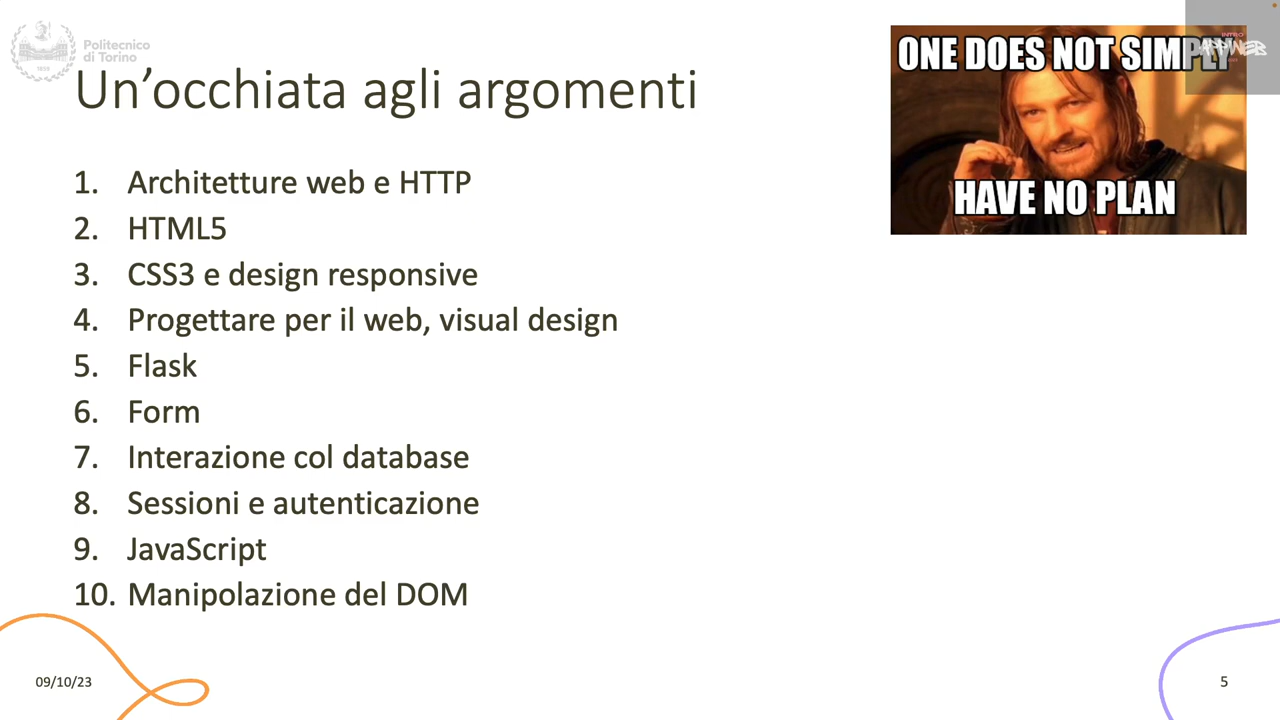 Politecnico
di Torino
1859
Un’occhiata agli argomenti
ONE DOES NOT SIMPLY
HAVE NO PLAN
INTRO
1. Architetture web e HTTP
2. HTML5
3. CSS3 e design responsive
4. Progettare per il web, visual design
5. Flask
6. Form
7. Interazione col database
8. Sessioni e autenticazione
9. JavaScript
10. Manipolazione del DOM
09/10/23
5